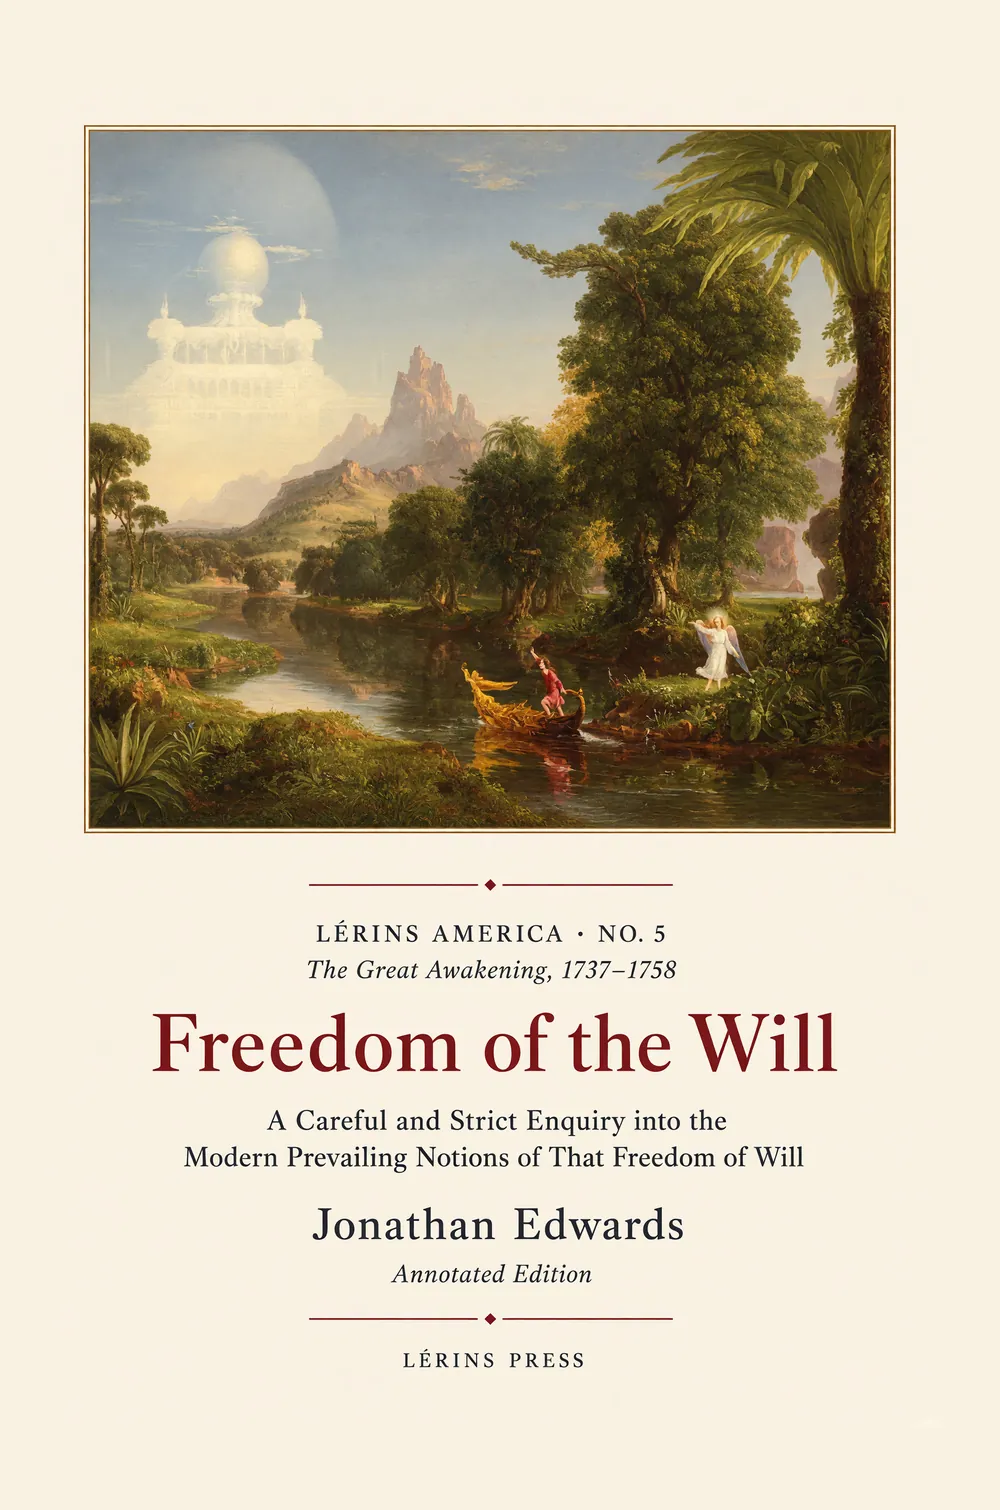 LÉRINS AMERICA · NO. 5
The Great Awakening, 1737–1758
Freedom of the Will
A Careful and Strict Enquiry into the
Modern Prevailing Notions of That Freedom of Will
Jonathan Edwards
Annotated Edition
LÉRINS PRESS